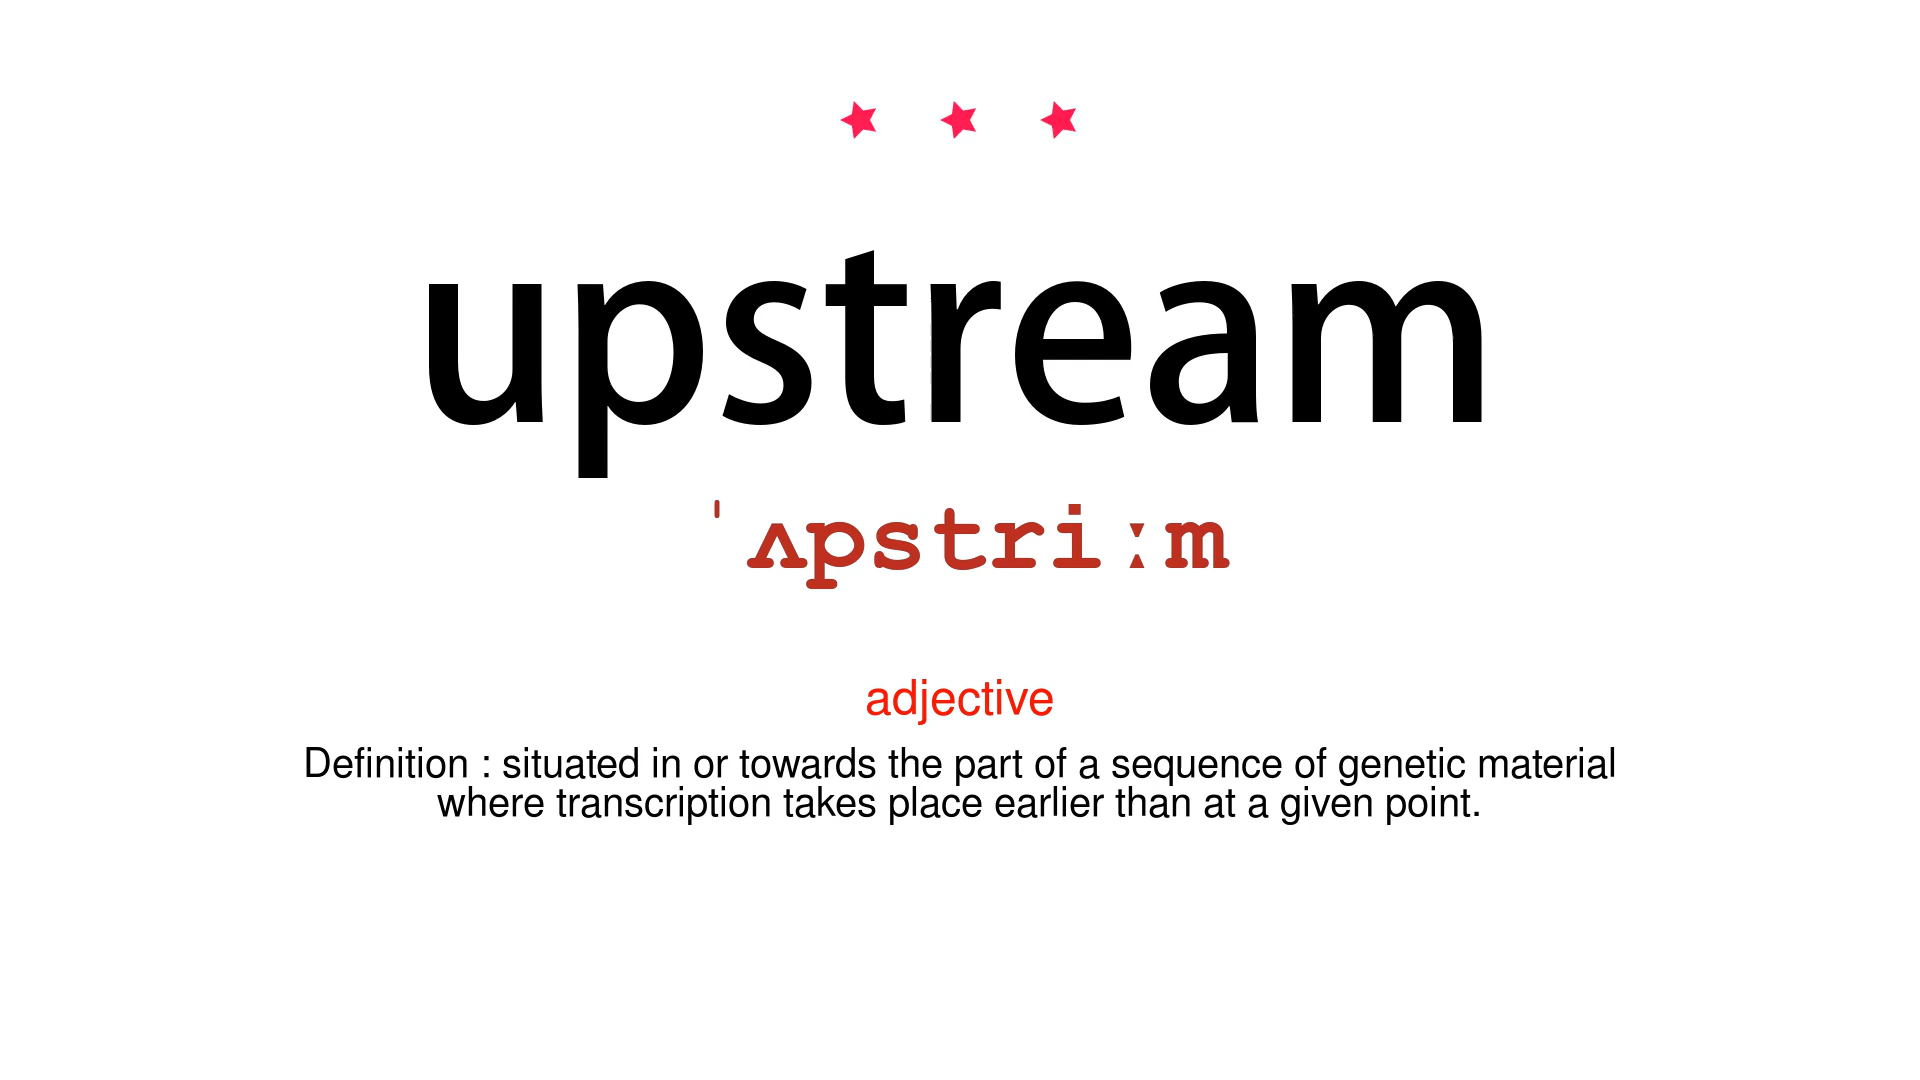 upstream
ˈʌpstriːm
adjective
Definition : situated in or towards the part of a sequence of genetic material
where transcription takes place earlier than at a given point.